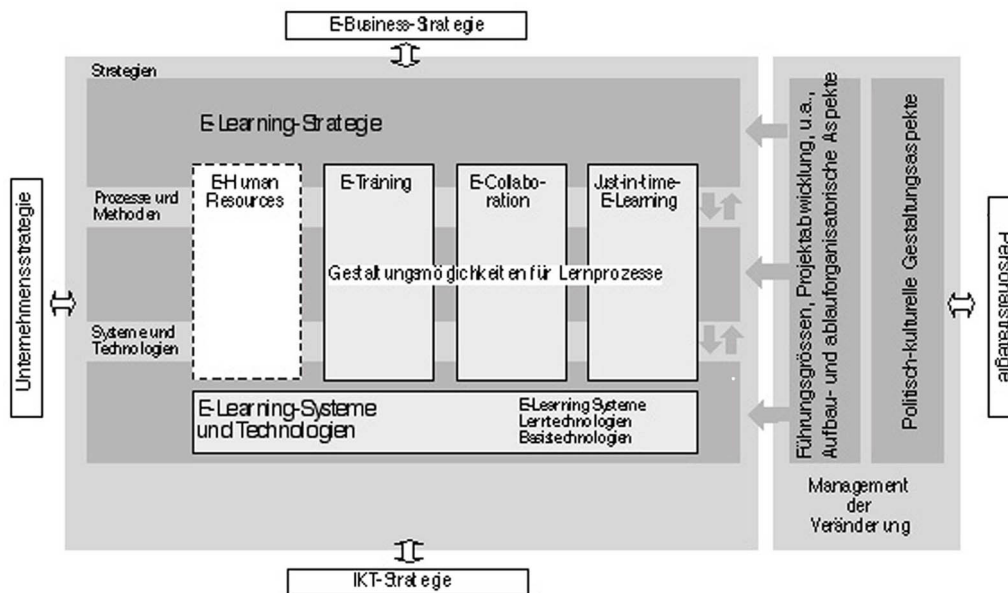 E-Business-Strategie
Strategien
E-Learning-Strategie
E-Human
Resources
E-Training
E-Collabo-
ration
Just-in-time-
E-Learning
Prozesse und
Methoden
Gestaltungsmöglichkeiten für Lernprozesse
Systeme und
Technologien
E-Learning-Systeme
und Technologien
E-Learning Systeme
Lerntechnologien
Basistechnologien
Unternehmensstrategie
Führungsgrössen, Projektabwicklung, u.a.,
Aufbau- und ablauforganisatorische Aspekte
Politisch-kulturelle Gestaltungsaspekte
Management
der
Veränderung
Personalstrategie
IKT-Strategie